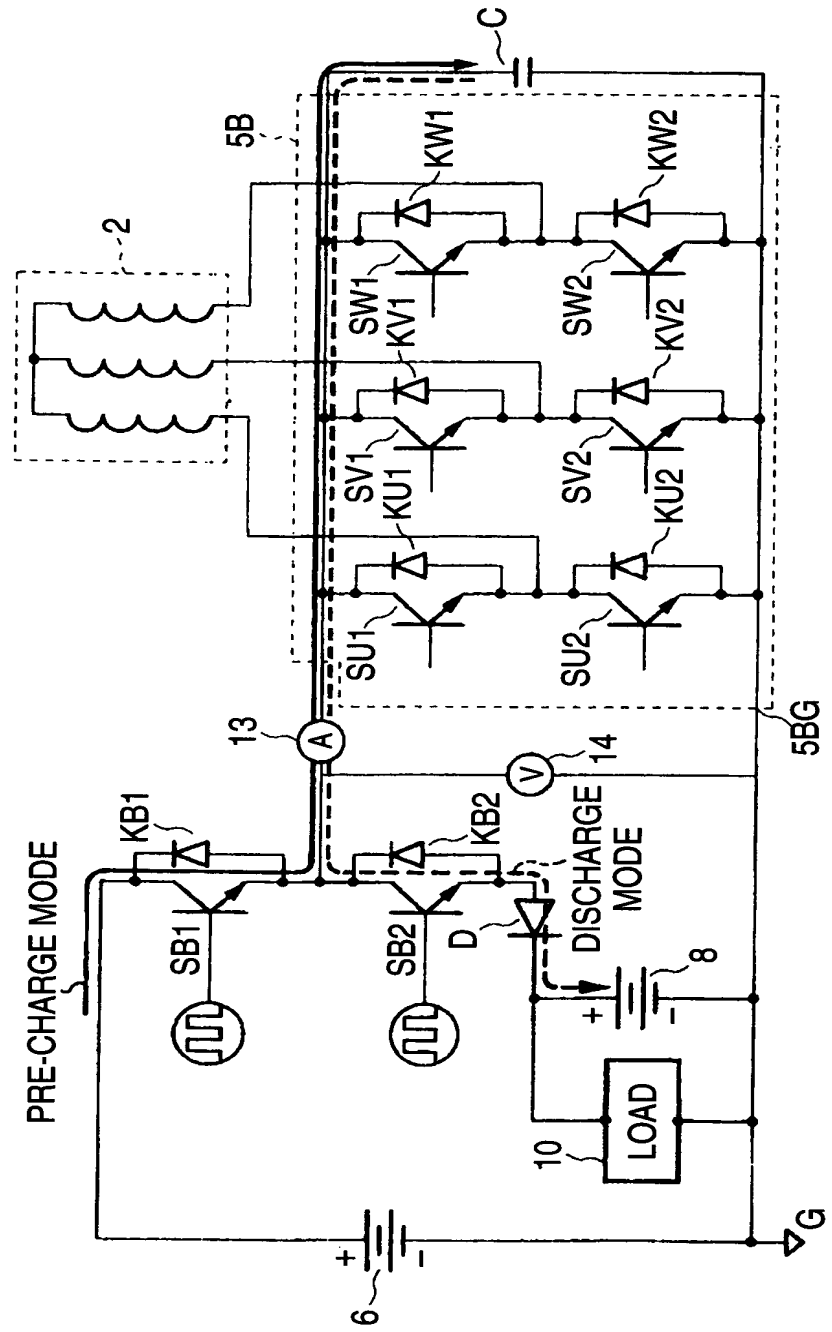 2
5B
C
PRE-CHARGE MODE
KB1
13
A
SB1
SU1
KU1
SV1
KV1
SW1
KW1
KB2
SB2
14
V
D
DISCHARGE
MODE
SU2
KU2
SV2
KV2
SW2
KW2
5BG
6
+
-
10
LOAD
+
-
8
G